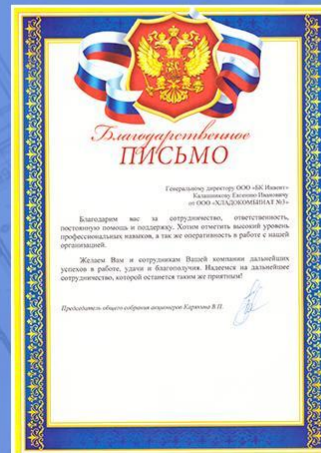 Благодарственное
ПИСЬМО
Генеральному директору ООО «БК Инвент»
Калашникову Евгению Ивановичу
от ООО «ХЛАДОКОМБИНАТ №3»
Благодарим вас за сотрудничество, ответственность,
постоянную помощь и поддержку. Хотим отметить высокий уровень
профессиональных навыков, а так же оперативность в работе с нашей
организацией.
Желаем Вам и сотрудникам Вашей компании дальнейших
успехов в работе, удачи и благополучия. Надеемся на дальнейшее
сотрудничество, которой останется таким же приятным!
Председатель общего собрания акционеров В.П.